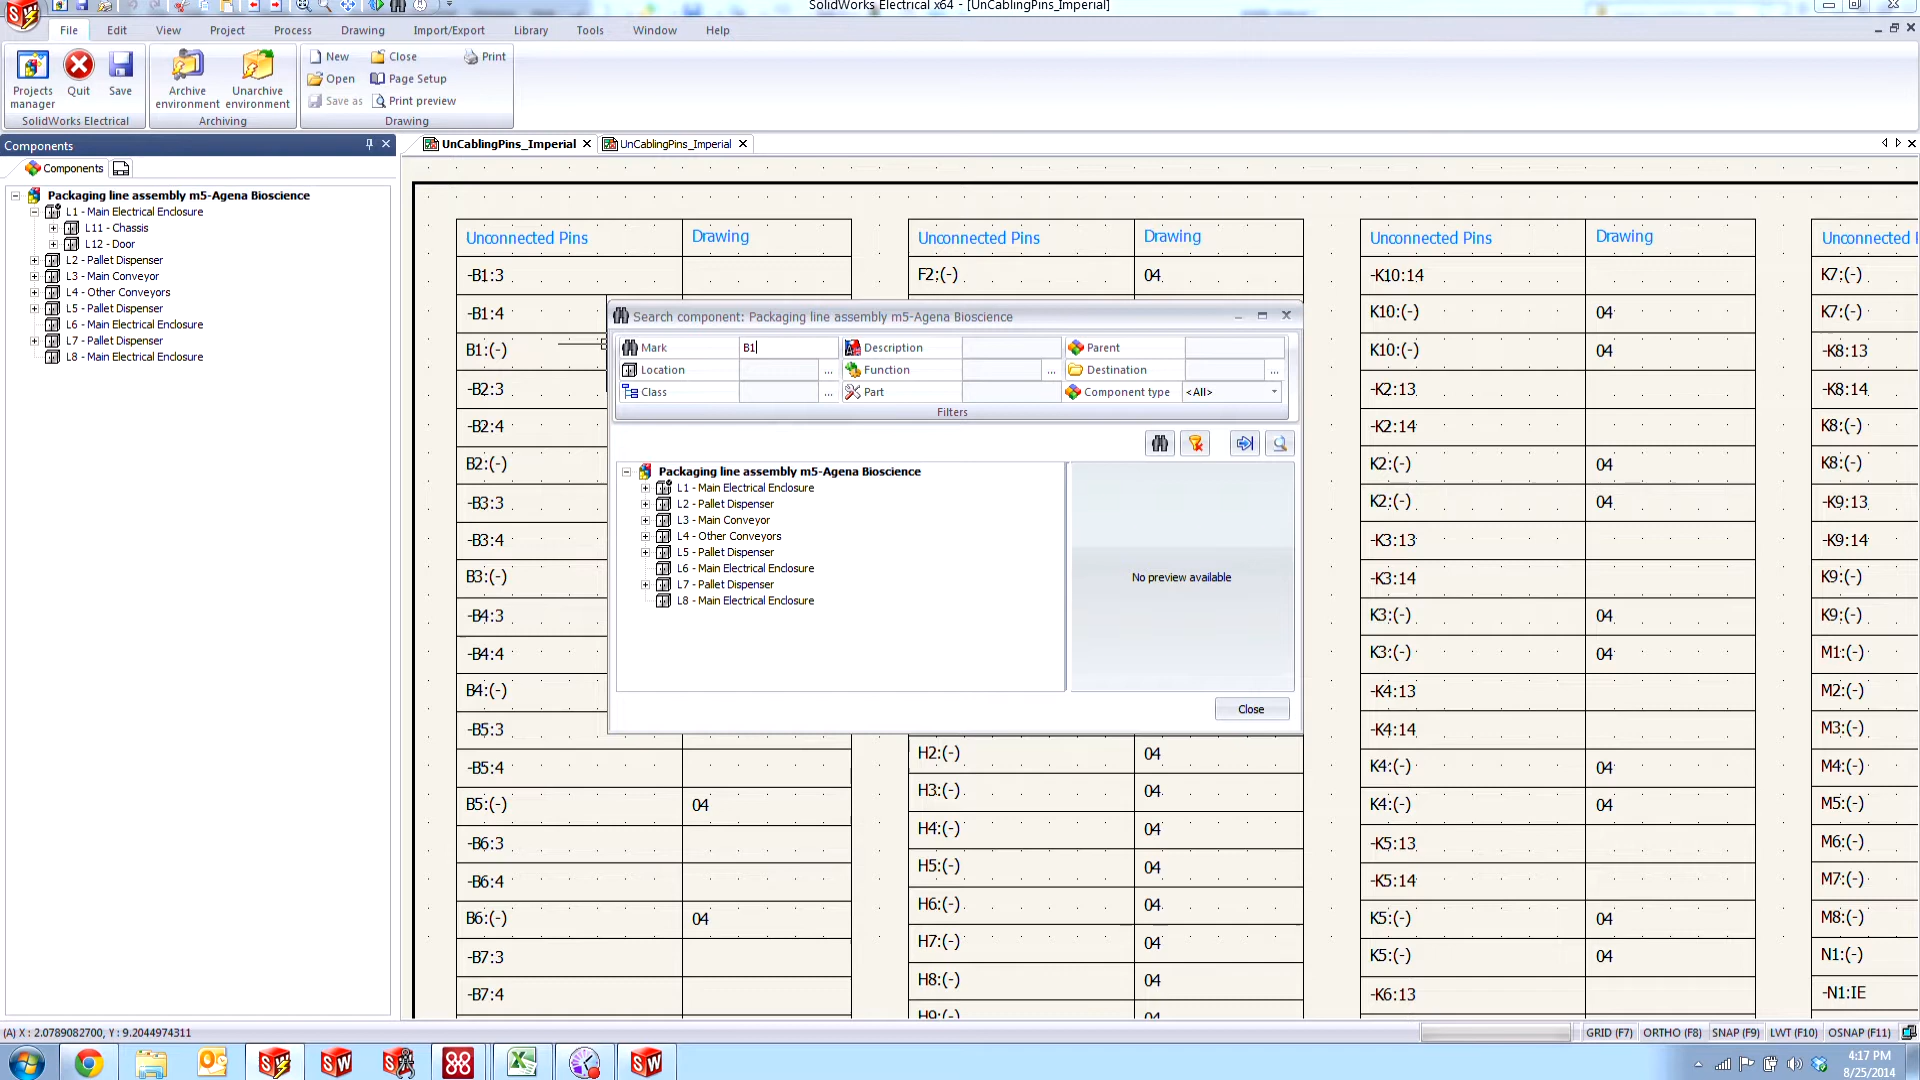 SolidWorks Electrical x64 - [UnCablingPins_Imperial]
File Edit View Project Process Drawing Import/Export Library Tools Window Help
Projects manager
Quit
Save
SolidWorks Electrical
Archive environment
Unarchive environment
Archiving
New
Open
Save as
Close
Page Setup
Print preview
Print
Drawing
Components
Components
UnCablingPins_Imperial
UnCablingPins_Imperial
Packaging line assembly m5-Agena Bioscience
L1 - Main Electrical Enclosure
L11 - Chassis
L12 - Door
L2 - Pallet Dispenser
L3 - Main Conveyor
L4 - Other Conveyors
L5 - Pallet Dispenser
L6 - Main Electrical Enclosure
L7 - Pallet Dispenser
L8 - Main Electrical Enclosure
Unconnected Pins Drawing
-B1:3
-B1:4
B1:(-)
-B2:3
-B2:4
B2:(-)
-B3:3
-B3:4
B3:(-)
-B4:3
-B4:4
B4:(-)
-B5:3
-B5:4
B5:(-) 04
-B6:3
-B6:4
B6:(-) 04
-B7:3
-B7:4
Unconnected Pins Drawing
F2:(-) 04
H2:(-) 04
H3:(-) 04
H4:(-) 04
H5:(-) 04
H6:(-) 04
H7:(-) 04
H8:(-) 04
H9:(-) 04
Unconnected Pins Drawing
-K10:14
K10:(-) 04
K10:(-) 04
-K2:13
-K2:14
K2:(-) 04
K2:(-) 04
-K3:13
-K3:14
K3:(-) 04
K3:(-) 04
-K4:13
-K4:14
K4:(-) 04
K4:(-) 04
-K5:13
-K5:14
K5:(-) 04
K5:(-) 04
-K6:13
Unconnected
K7:(-)
K7:(-)
-K8:13
-K8:14
K8:(-)
K8:(-)
-K9:13
-K9:14
K9:(-)
K9:(-)
M1:(-)
M2:(-)
M3:(-)
M4:(-)
M5:(-)
M6:(-)
M7:(-)
M8:(-)
N1:(-)
-N1:IE
Search component: Packaging line assembly m5-Agena Bioscience
Mark B1 Description Parent
Location ... Function ... Destination ...
Class ... Part Component type <All>
Filters
Packaging line assembly m5-Agena Bioscience
L1 - Main Electrical Enclosure
L2 - Pallet Dispenser
L3 - Main Conveyor
L4 - Other Conveyors
L5 - Pallet Dispenser
L6 - Main Electrical Enclosure
L7 - Pallet Dispenser
L8 - Main Electrical Enclosure
No preview available
Close
(A) X : 2.0789082700, Y : 9.2044974311
GRID (F7) ORTHO (F8) SNAP (F9) LWT (F10) OSNAP (F11)
4:17 PM
8/25/2014